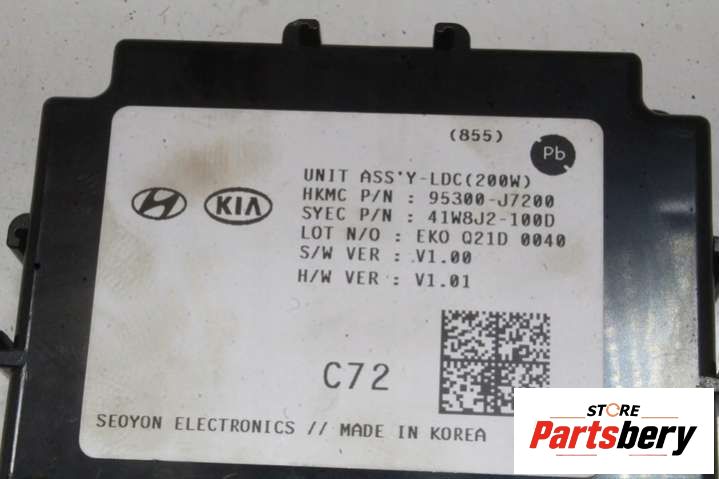 (855)
Pb
UNIT ASS'Y-LDC(200W)
HKMC P/N : 95300-J7200
SYEC P/N : 41W8J2-100D
LOT N/O : EKO Q21D 0040
S/W VER : V1.00
H/W VER : V1.01
KIA
C72
SEOYON ELECTRONICS // MADE IN KOREA
STORE
Partsbery